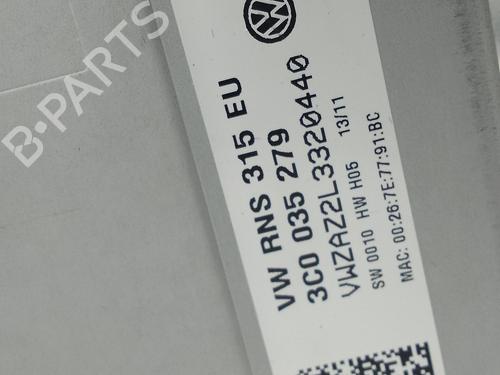 B-PARTS
VW RNS 315 EU
3C0 035 279
VWZAZ2L3320440
SW 0010 HW H05 13/11
MAC: 00:26:7E:77:91:BC